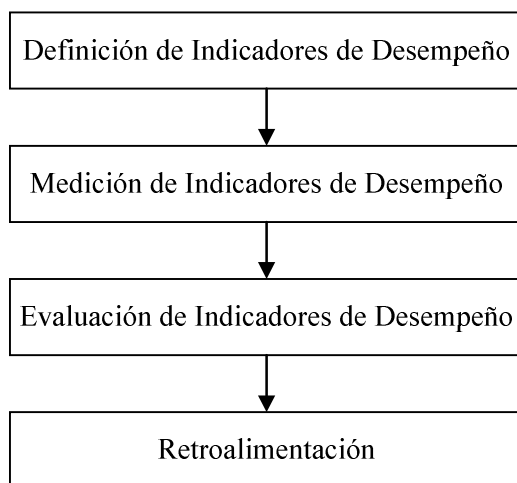 Definición de Indicadores de Desempeño
Medición de Indicadores de Desempeño
Evaluación de Indicadores de Desempeño
Retroalimentación